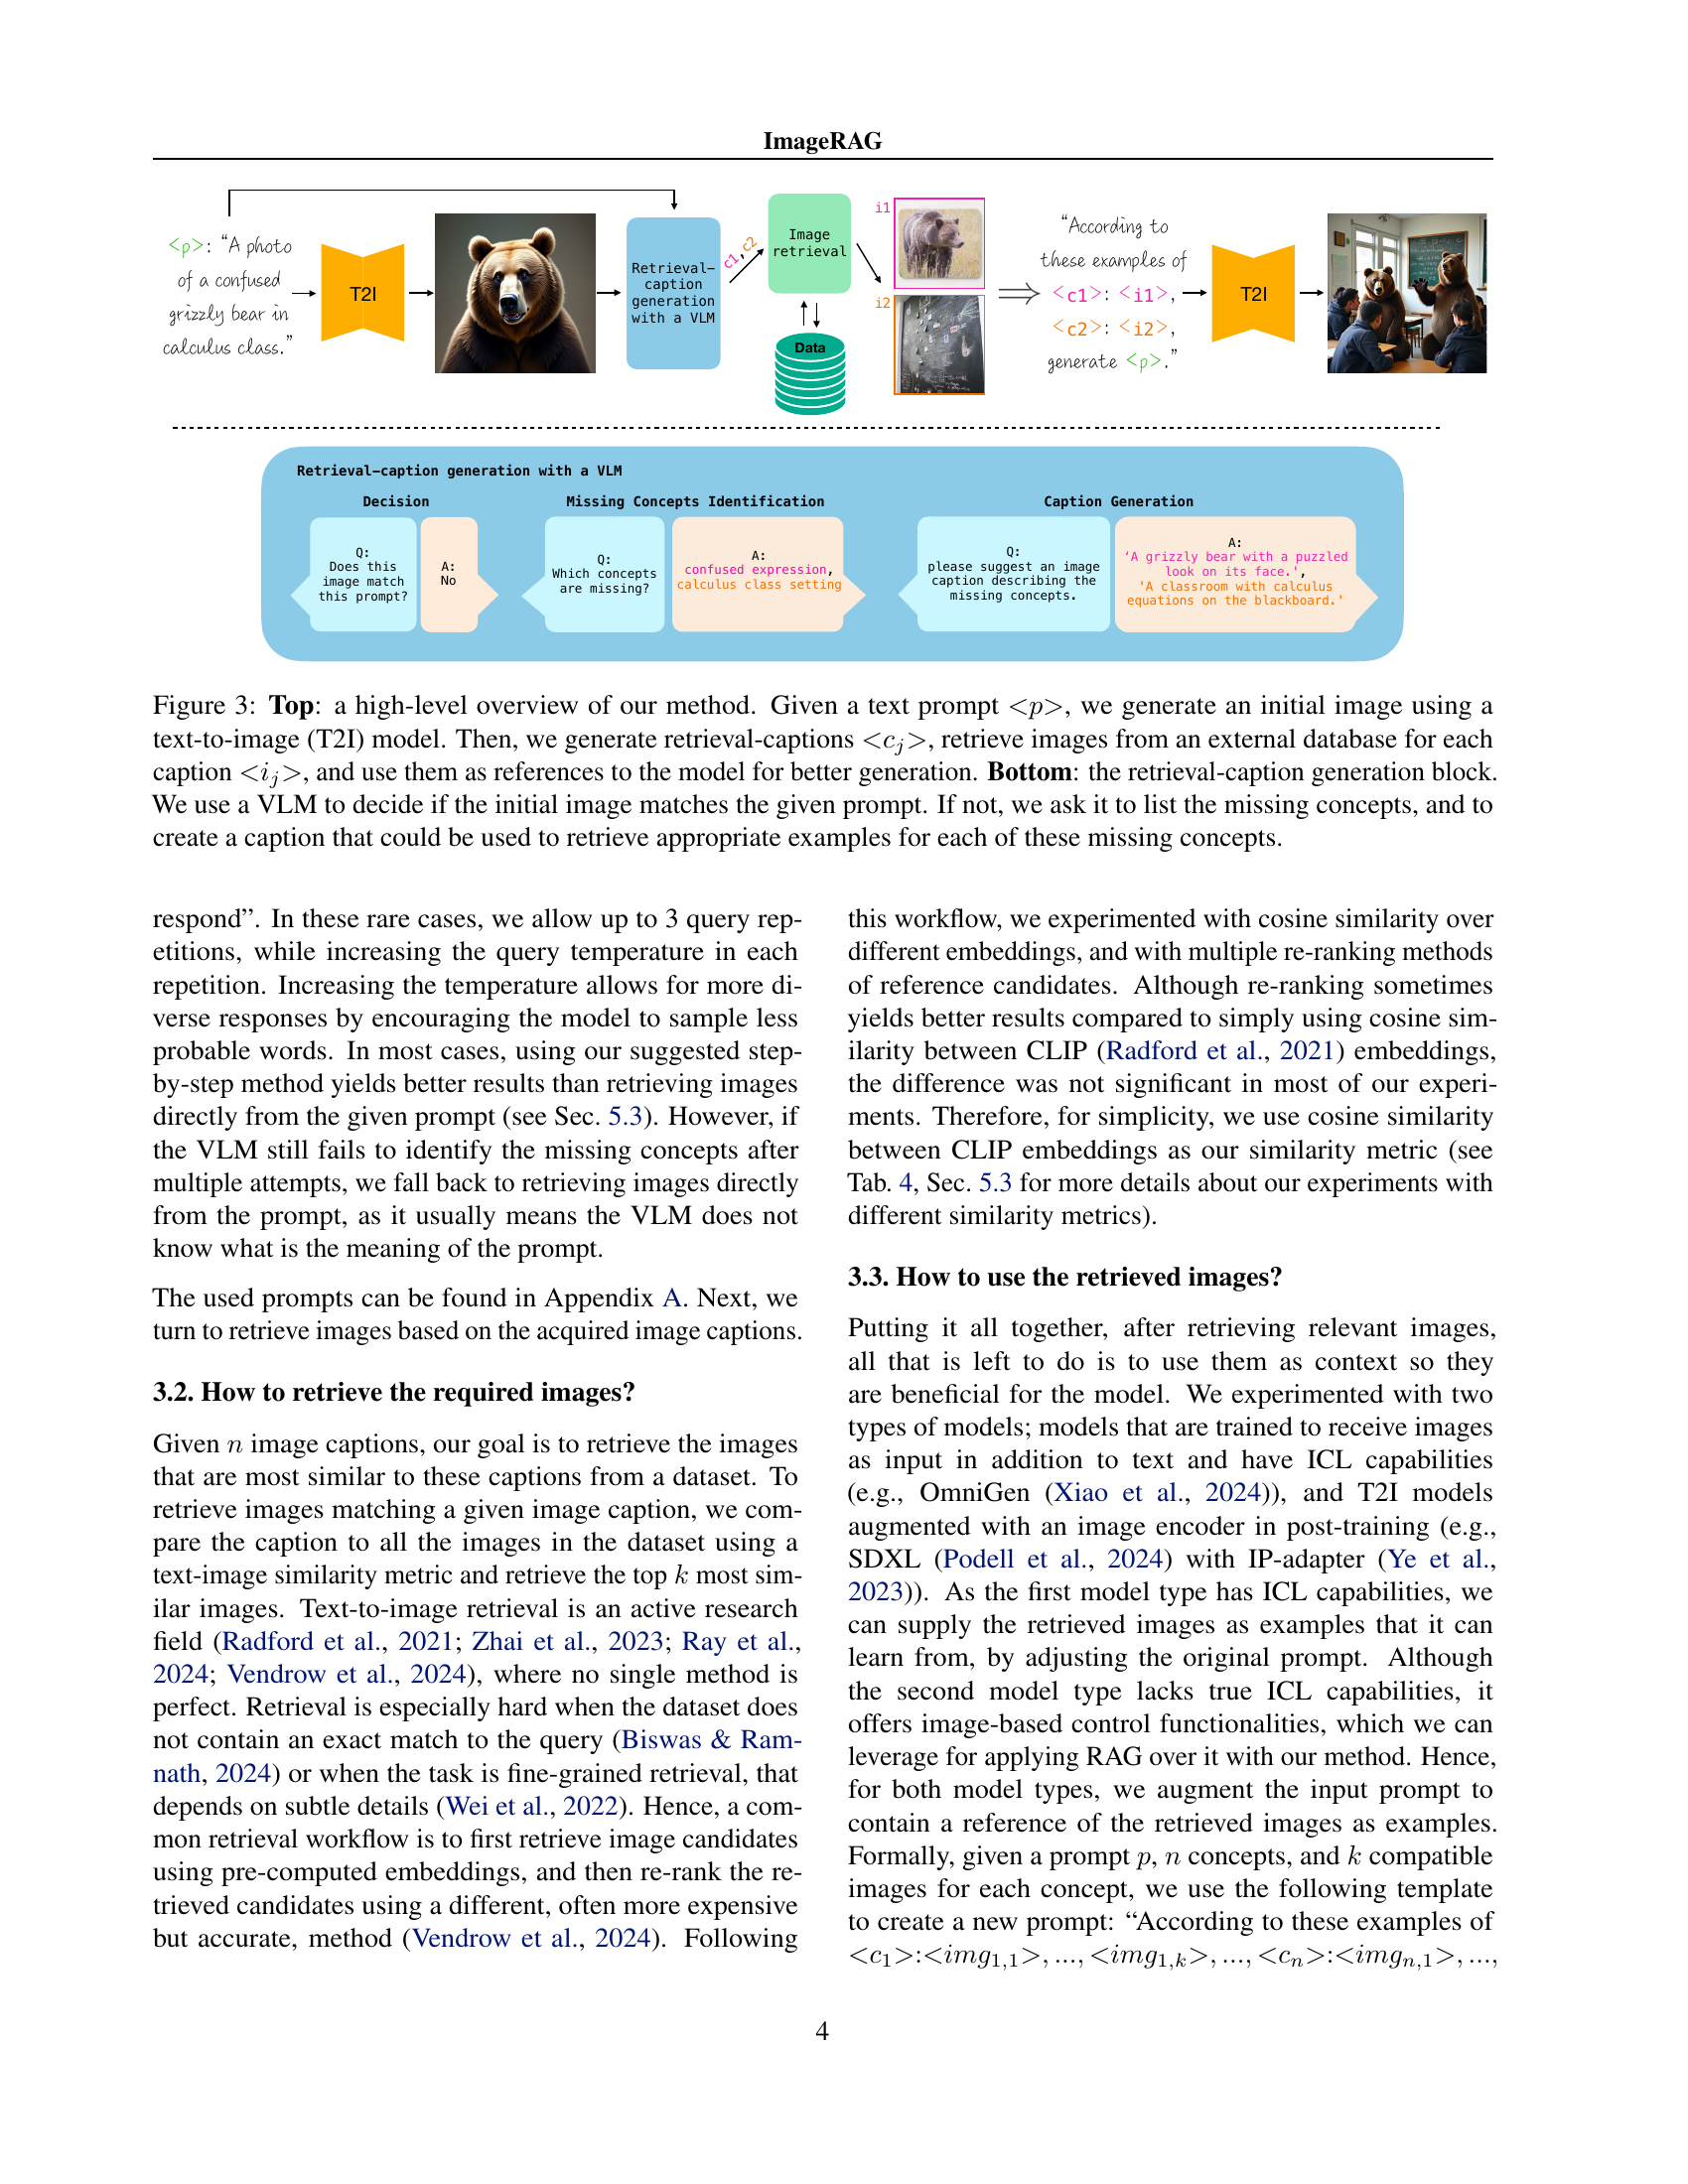 ImageRAG
<p>: “A photo
of a confused
grizzly bear in
calculus class.”
T2I
Retrieval-
caption
generation
with a VLM
c1, c2
Image
retrieval
Data
i1
i2
“According to
these examples of
<c1>: <i1>,
<c2>: <i2>,
generate <p>.”
T2I
Retrieval-caption generation with a VLM
Decision
Q:
Does this
image match
this prompt?
A:
No
Missing Concepts Identification
Q:
Which concepts
are missing?
A:
confused expression,
calculus class setting
Caption Generation
Q:
please suggest an image
caption describing the
missing concepts.
A:
‘A grizzly bear with a puzzled
look on its face.’,
'A classroom with calculus
equations on the blackboard.'
Figure 3: Top: a high-level overview of our method. Given a text prompt <p>, we generate an initial image using a
text-to-image (T2I) model. Then, we generate retrieval-captions <c_j>, retrieve images from an external database for each
caption <i_j>, and use them as references to the model for better generation. Bottom: the retrieval-caption generation block.
We use a VLM to decide if the initial image matches the given prompt. If not, we ask it to list the missing concepts, and to
create a caption that could be used to retrieve appropriate examples for each of these missing concepts.
respond”. In these rare cases, we allow up to 3 query rep-
etitions, while increasing the query temperature in each
repetition. Increasing the temperature allows for more di-
verse responses by encouraging the model to sample less
probable words. In most cases, using our suggested step-
by-step method yields better results than retrieving images
directly from the given prompt (see Sec. 5.3). However, if
the VLM still fails to identify the missing concepts after
multiple attempts, we fall back to retrieving images directly
from the prompt, as it usually means the VLM does not
know what is the meaning of the prompt.
The used prompts can be found in Appendix A. Next, we
turn to retrieve images based on the acquired image captions.
3.2. How to retrieve the required images?
Given n image captions, our goal is to retrieve the images
that are most similar to these captions from a dataset. To
retrieve images matching a given image caption, we com-
pare the caption to all the images in the dataset using a
text-image similarity metric and retrieve the top k most sim-
ilar images. Text-to-image retrieval is an active research
field (Radford et al., 2021; Zhai et al., 2023; Ray et al.,
2024; Vendrow et al., 2024), where no single method is
perfect. Retrieval is especially hard when the dataset does
not contain an exact match to the query (Biswas & Ram-
nath, 2024) or when the task is fine-grained retrieval, that
depends on subtle details (Wei et al., 2022). Hence, a com-
mon retrieval workflow is to first retrieve image candidates
using pre-computed embeddings, and then re-rank the re-
trieved candidates using a different, often more expensive
but accurate, method (Vendrow et al., 2024). Following
this workflow, we experimented with cosine similarity over
different embeddings, and with multiple re-ranking methods
of reference candidates. Although re-ranking sometimes
yields better results compared to simply using cosine sim-
ilarity between CLIP (Radford et al., 2021) embeddings,
the difference was not significant in most of our experi-
ments. Therefore, for simplicity, we use cosine similarity
between CLIP embeddings as our similarity metric (see
Tab. 4, Sec. 5.3 for more details about our experiments with
different similarity metrics).
3.3. How to use the retrieved images?
Putting it all together, after retrieving relevant images,
all that is left to do is to use them as context so they
are beneficial for the model. We experimented with two
types of models; models that are trained to receive images
as input in addition to text and have ICL capabilities
(e.g., OmniGen (Xiao et al., 2024)), and T2I models
augmented with an image encoder in post-training (e.g.,
SDXL (Podell et al., 2024) with IP-adapter (Ye et al.,
2023)). As the first model type has ICL capabilities, we
can supply the retrieved images as examples that it can
learn from, by adjusting the original prompt. Although
the second model type lacks true ICL capabilities, it
offers image-based control functionalities, which we can
leverage for applying RAG over it with our method. Hence,
for both model types, we augment the input prompt to
contain a reference of the retrieved images as examples.
Formally, given a prompt p, n concepts, and k compatible
images for each concept, we use the following template
to create a new prompt: “According to these examples of
<c_1>:<img_{1,1}>, ..., <img_{1,k}>, ..., <c_n>:<img_{n,1}>, ...,
4